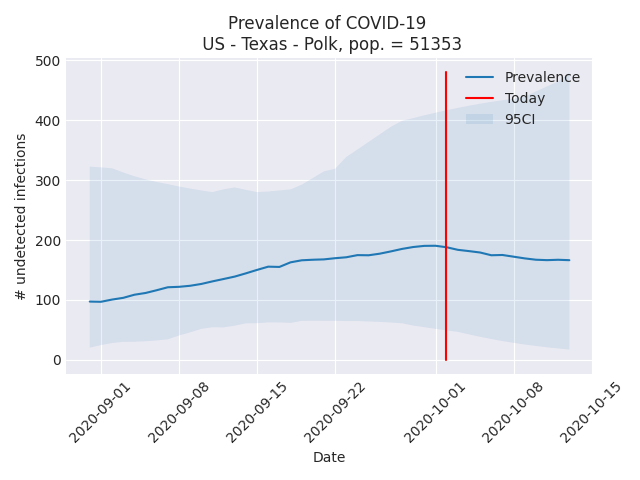 Prevalence of COVID-19
US - Texas - Polk, pop. = 51353
# undetected infections
500
400
300
200
100
0
Prevalence
Today
95CI
2020-09-01
2020-09-08
2020-09-15
2020-09-22
2020-10-01
2020-10-08
2020-10-15
Date